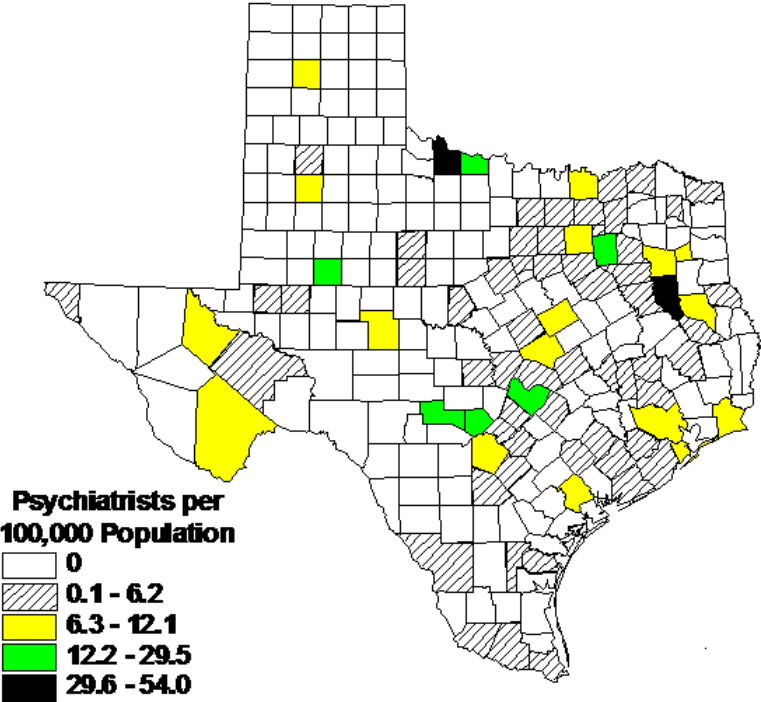 Psychiatrists per
100,000 Population
0
0.1 - 6.2
6.3 - 12.1
12.2 - 29.5
29.6 - 54.0